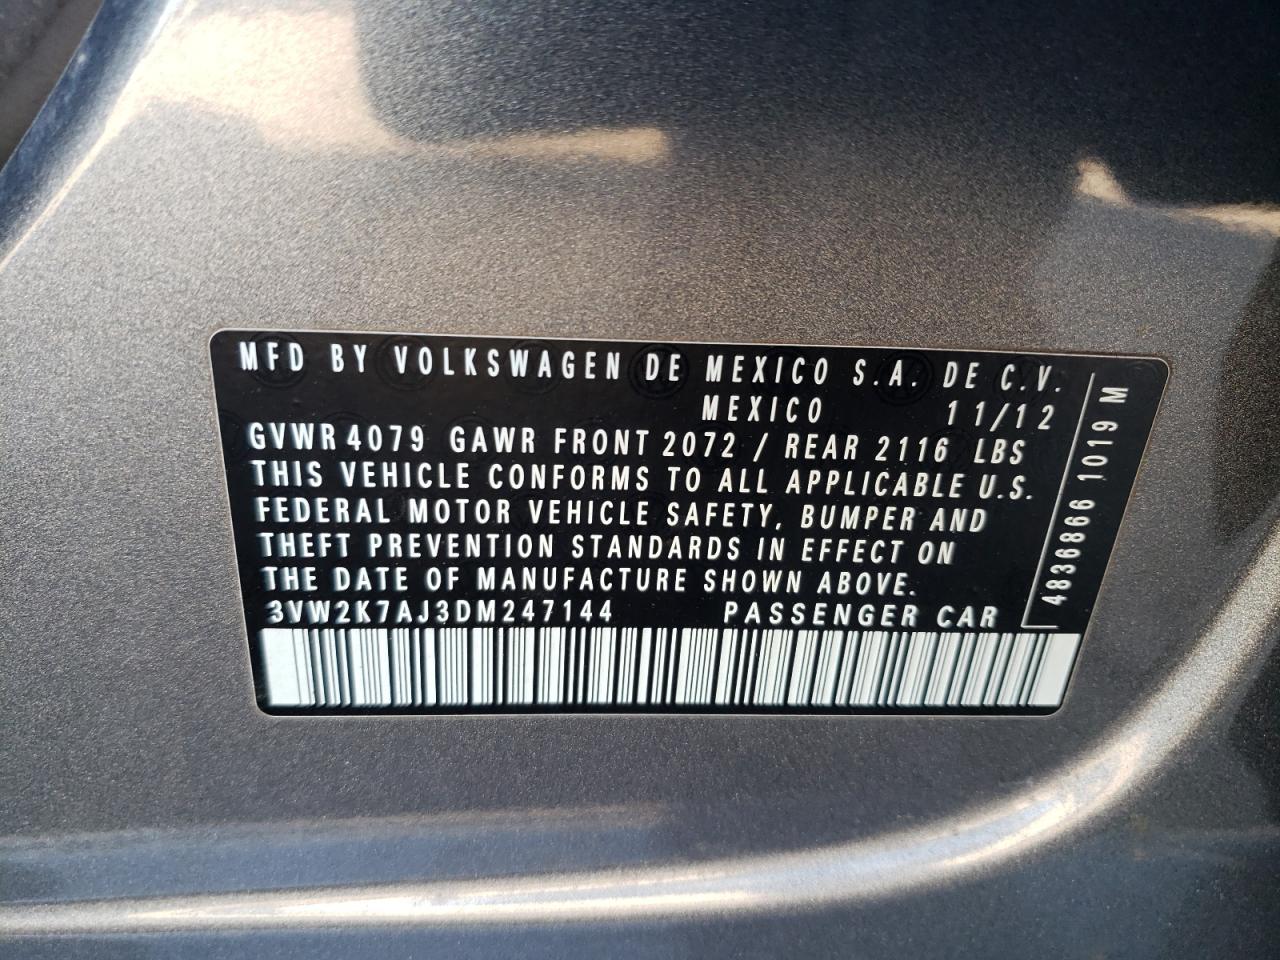 MFD BY VOLKSWAGEN DE MEXICO S.A. DE C.V.
MEXICO 11/12
GVWR 4079 GAWR FRONT 2072 / REAR 2116 LBS
THIS VEHICLE CONFORMS TO ALL APPLICABLE U.S.
FEDERAL MOTOR VEHICLE SAFETY, BUMPER AND
THEFT PREVENTION STANDARDS IN EFFECT ON
THE DATE OF MANUFACTURE SHOWN ABOVE.
3VW2K7AJ3DM247144 PASSENGER CAR
4836866 1019 M